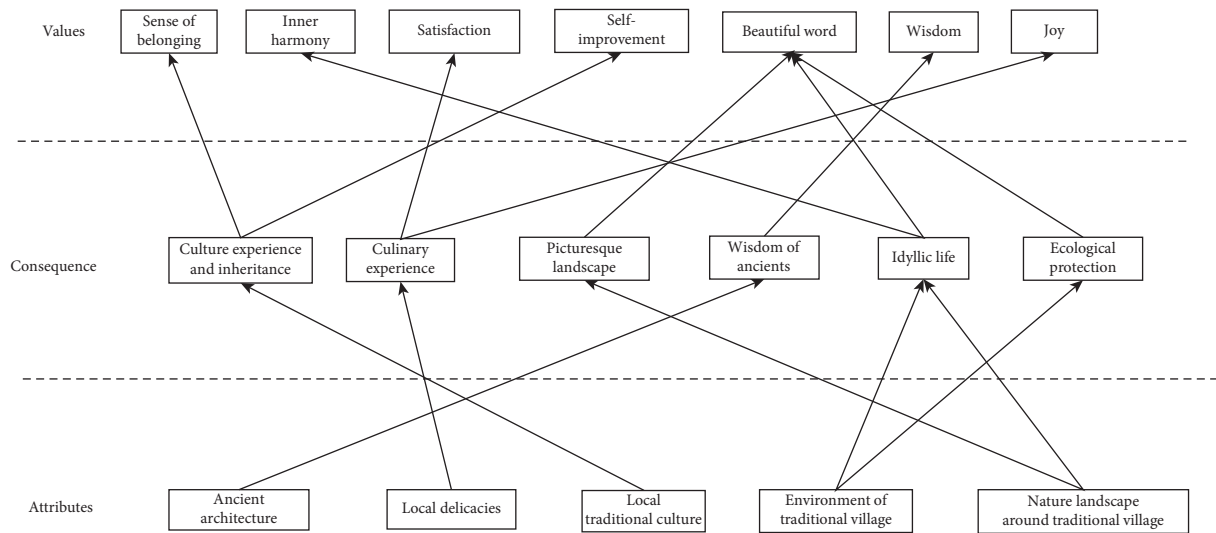 Values
Sense of
belonging
Inner
harmony
Satisfaction
Self-
improvement
Beautiful word
Wisdom
Joy
Consequence
Culture experience
and inheritance
Culinary
experience
Picturesque
landscape
Wisdom of
ancients
Idyllic life
Ecological
protection
Attributes
Ancient
architecture
Local delicacies
Local
traditional culture
Environment of
traditional village
Nature landscape
around traditional village